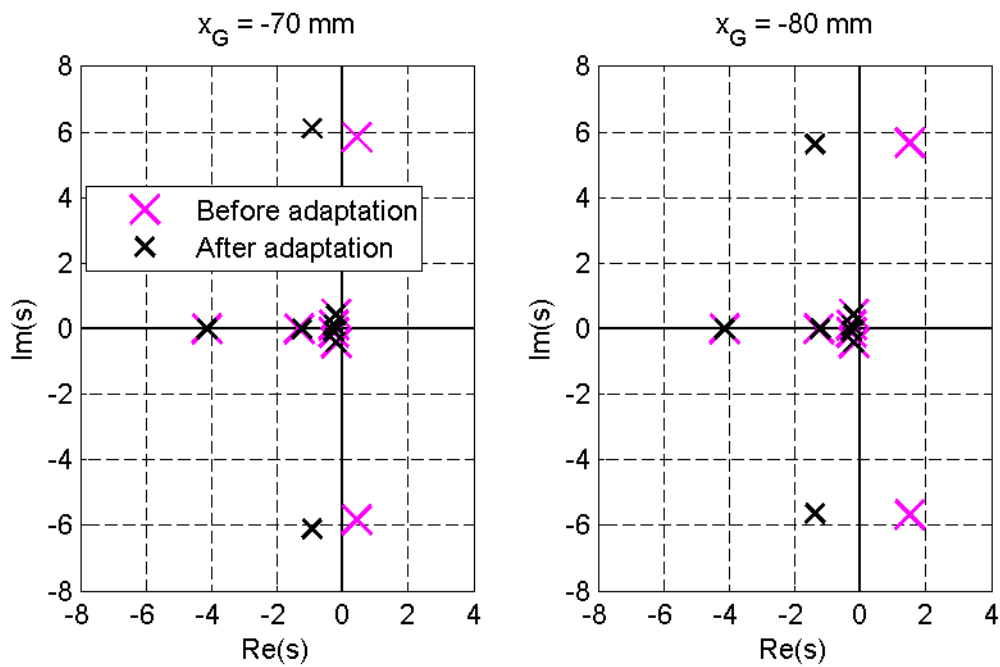 x_G = -70 mm
8
6
4
2
0
-2
-4
-6
-8
-8 -6 -4 -2 0 2 4
Im(s)
Re(s)
Before adaptation
After adaptation
x_G = -80 mm
8
6
4
2
0
-2
-4
-6
-8
-8 -6 -4 -2 0 2 4
Im(s)
Re(s)